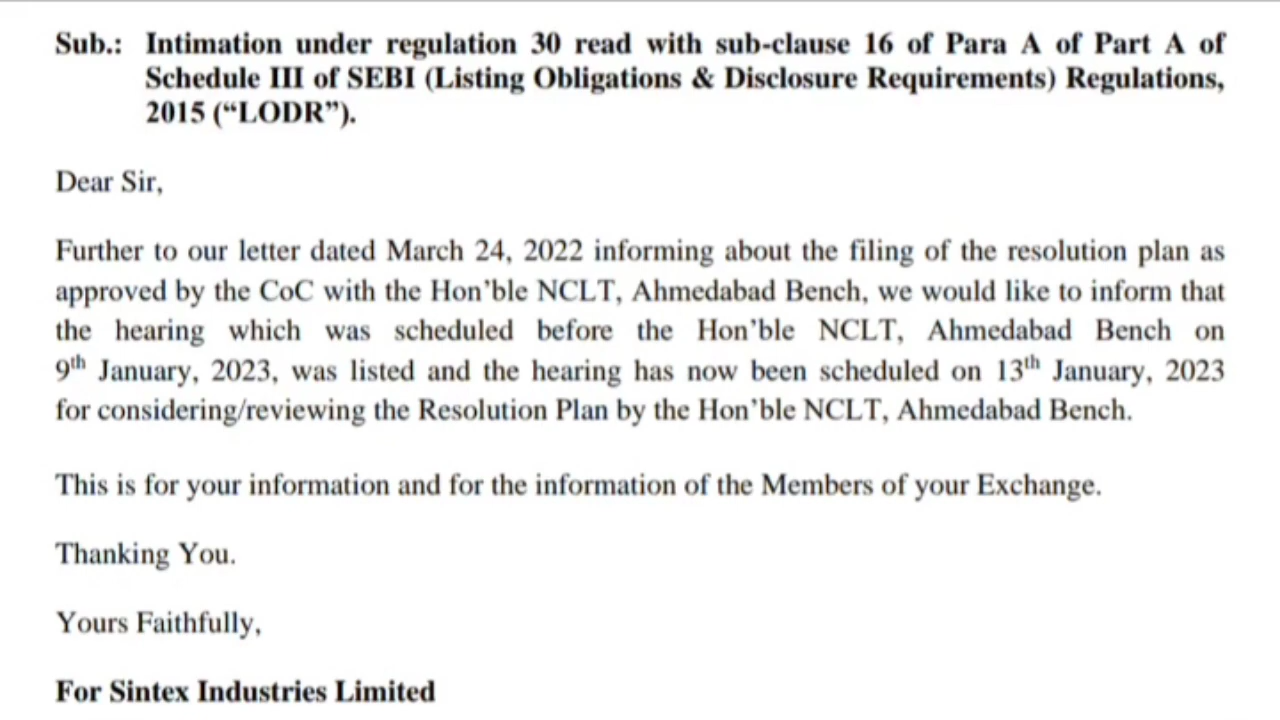 Sub.: Intimation under regulation 30 read with sub-clause 16 of Para A of Part A of
Schedule III of SEBI (Listing Obligations & Disclosure Requirements) Regulations,
2015 (“LODR”).
Dear Sir,
Further to our letter dated March 24, 2022 informing about the filing of the resolution plan as
approved by the CoC with the Hon’ble NCLT, Ahmedabad Bench, we would like to inform that
the hearing which was scheduled before the Hon’ble NCLT, Ahmedabad Bench on
9th January, 2023, was listed and the hearing has now been scheduled on 13th January, 2023
for considering/reviewing the Resolution Plan by the Hon’ble NCLT, Ahmedabad Bench.
This is for your information and for the information of the Members of your Exchange.
Thanking You.
Yours Faithfully,
For Sintex Industries Limited